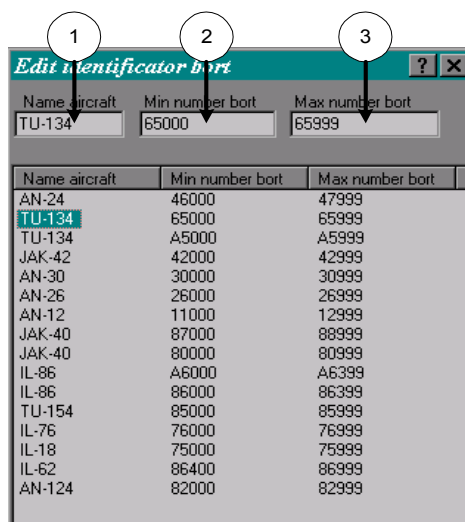 1 2 3
Edit identificator bort ? ×
Name aircraft Min number bort Max number bort
TU-134 65000 65999
Name aircraft Min number bort Max number bort
AN-24 46000 47999
TU-134 65000 65999
TU-134 A5000 A5999
JAK-42 42000 42999
AN-30 30000 30999
AN-26 26000 26999
AN-12 11000 12999
JAK-40 87000 88999
JAK-40 80000 80999
IL-86 A6000 A6399
IL-86 86000 86399
TU-154 85000 85999
IL-76 76000 76999
IL-18 75000 75999
IL-62 86400 86999
AN-124 82000 82999